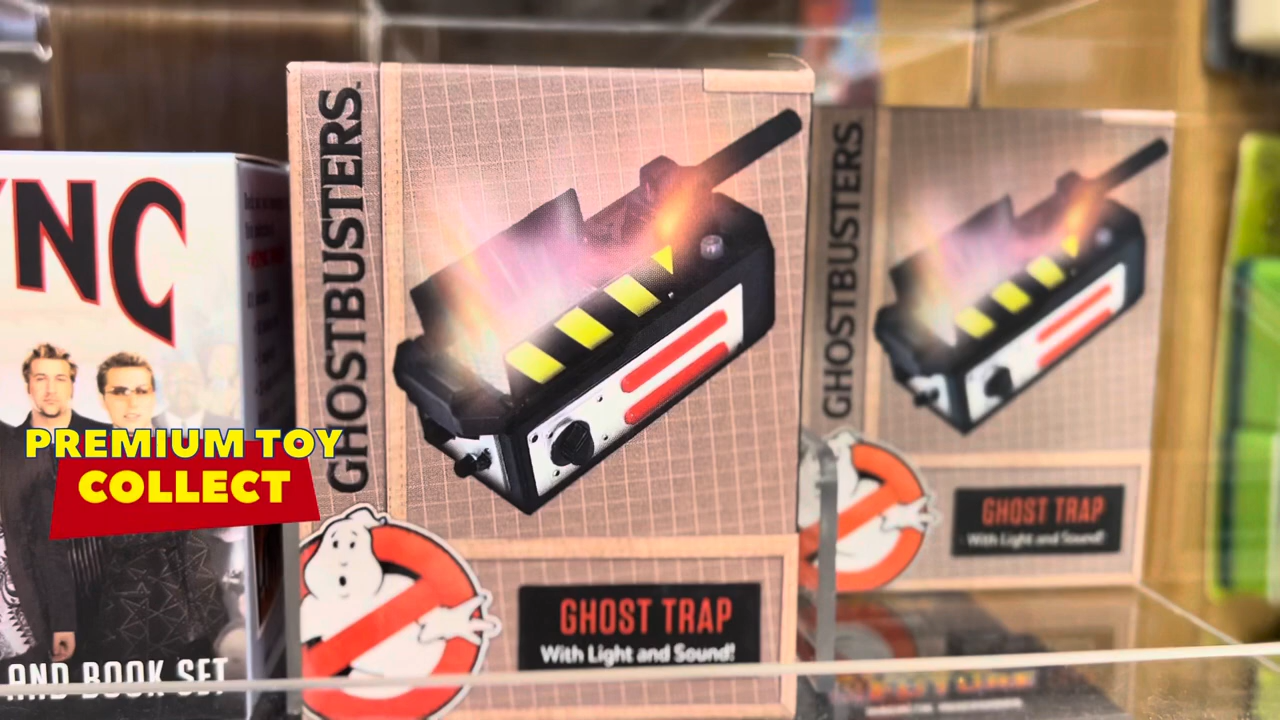 NC
AND BOOK SET
PREMIUM TOY
COLLECT
GHOSTBUSTERS
GHOST TRAP
With Light and Sound!
GHOSTBUSTERS
GHOST TRAP
With Light and Sound!